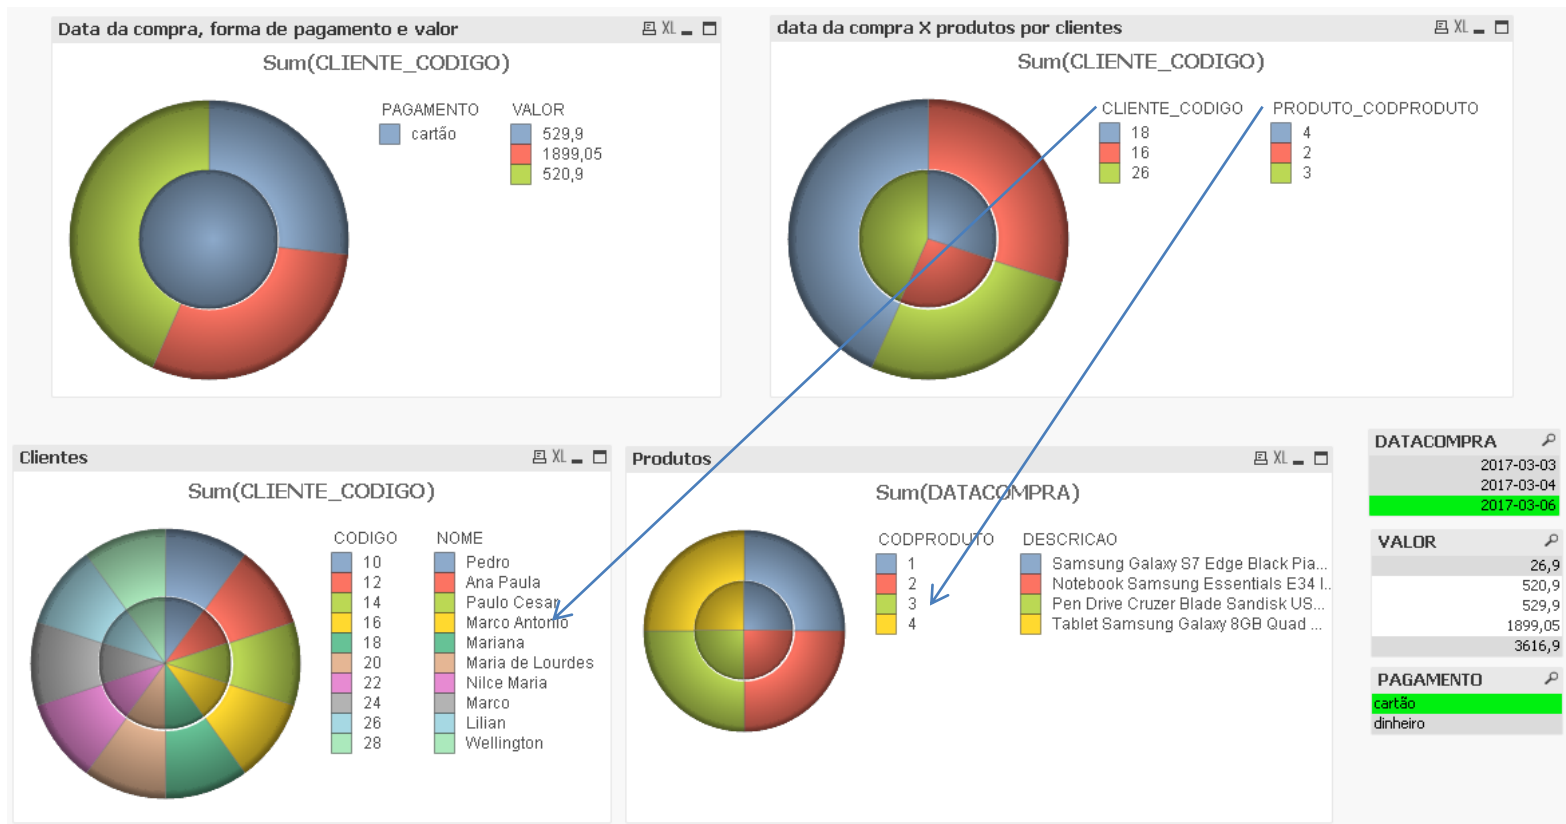 Data da compra, forma de pagamento e valor XL
Sum(CLIENTE_CODIGO)
PAGAMENTO VALOR
cartão 529,9
1899,05
520,9
data da compra X produtos por clientes XL
Sum(CLIENTE_CODIGO)
CLIENTE_CODIGO PRODUTO_CODPRODUTO
18 4
16 2
26 3
Clientes XL
Sum(CLIENTE_CODIGO)
CODIGO NOME
10 Pedro
12 Ana Paula
14 Paulo Cesar
16 Marco Antonio
18 Mariana
20 Maria de Lourdes
22 Nilce Maria
24 Marco
26 Lilian
28 Wellington
Produtos XL
Sum(DATACOMPRA)
CODPRODUTO DESCRICAO
1 Samsung Galaxy S7 Edge Black Pia...
2 Notebook Samsung Essentials E34 I...
3 Pen Drive Cruzer Blade Sandisk US...
4 Tablet Samsung Galaxy 8GB Quad ...
DATACOMPRA
2017-03-03
2017-03-04
2017-03-06
VALOR
26,9
520,9
529,9
1899,05
3616,9
PAGAMENTO
cartão
dinheiro